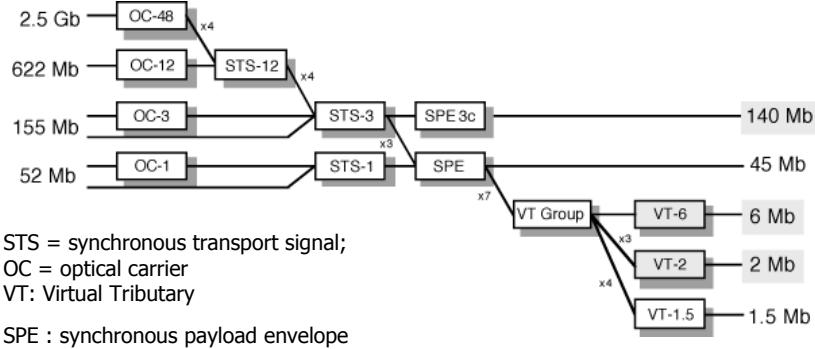 2.5 Gb OC-48
x4
622 Mb OC-12 STS-12
x4
155 Mb OC-3 STS-3 SPE 3c 140 Mb
x3
52 Mb OC-1 STS-1 SPE 45 Mb
x7
VT Group VT-6 6 Mb
x3
VT-2 2 Mb
x4
VT-1.5 1.5 Mb
STS = synchronous transport signal;
OC = optical carrier
VT: Virtual Tributary
SPE : synchronous payload envelope